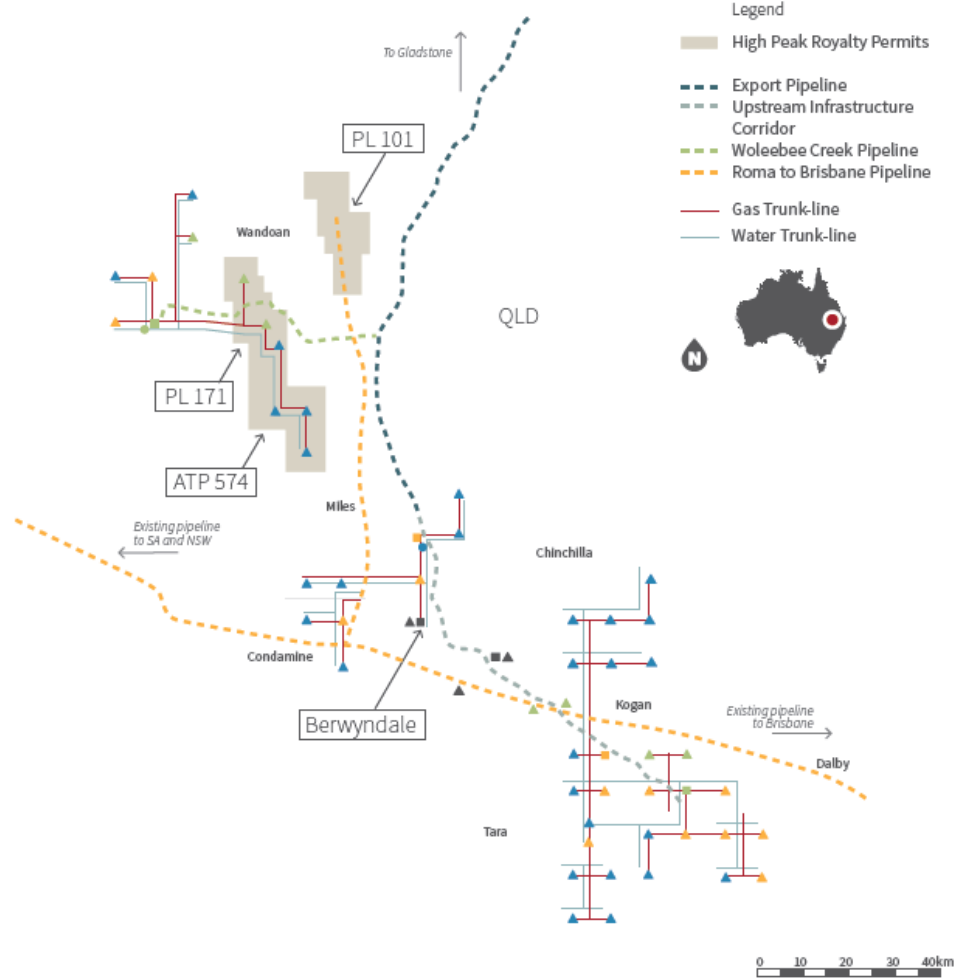 Legend
High Peak Royalty Permits
Export Pipeline
Upstream Infrastructure
Corridor
Woleebee Creek Pipeline
Roma to Brisbane Pipeline
Gas Trunk-line
Water Trunk-line
To Gladstone
PL 101
Wandoan
QLD
N
PL 171
ATP 574
Miles
Existing pipeline
to SA and NSW
Chinchilla
Condamine
Kogan
Berwyndale
Existing pipeline
to Brisbane
Dalby
Tara
0 10 20 30 40km